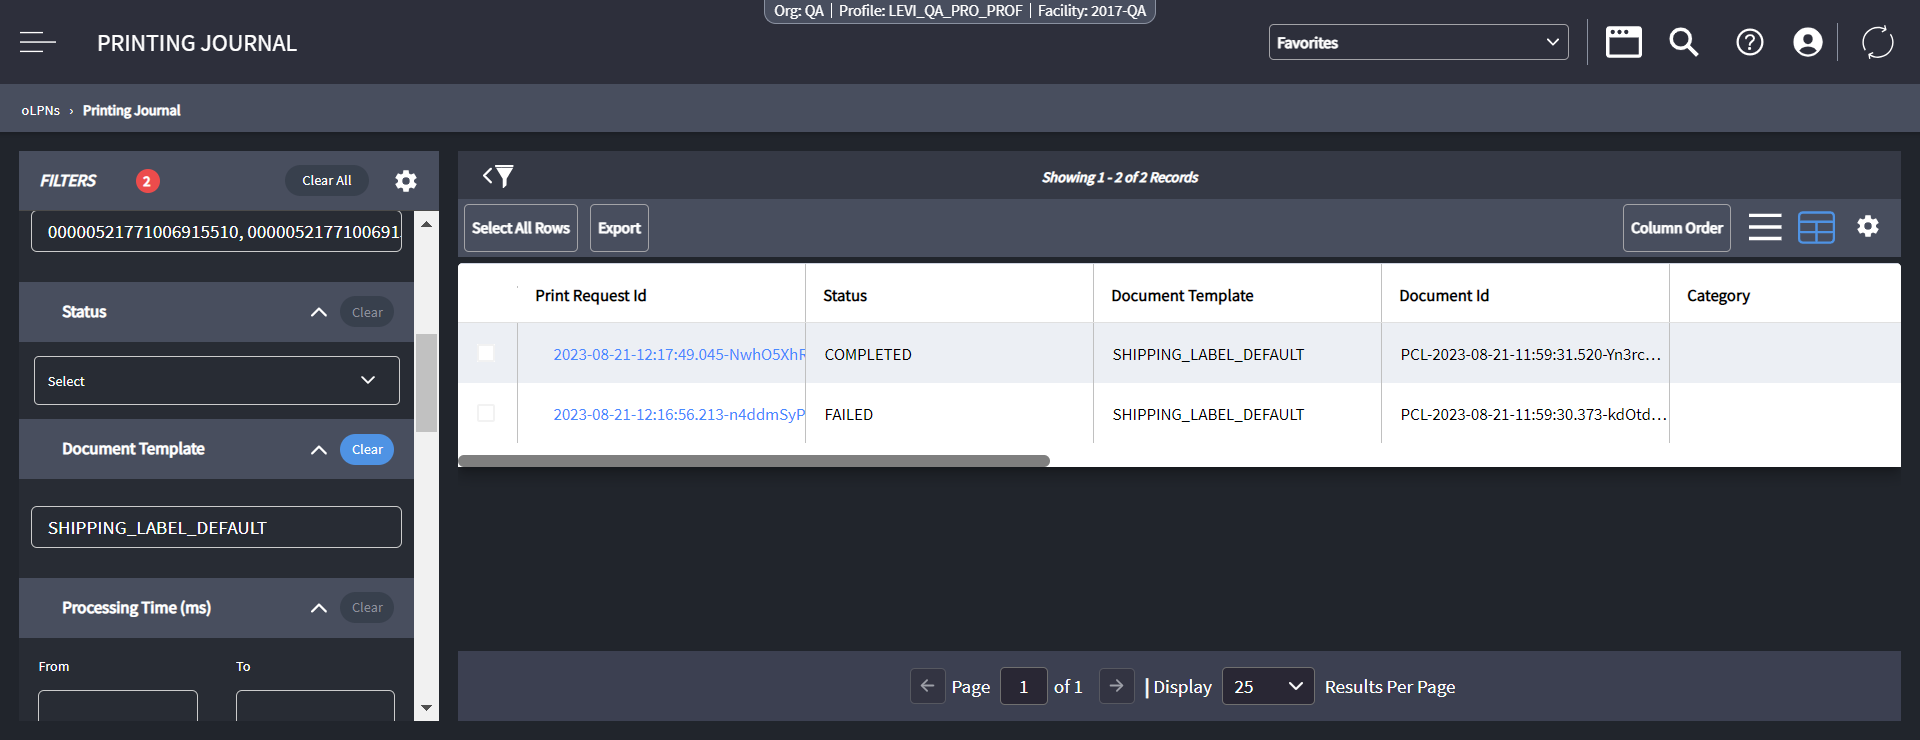 Org: QA | Profile: LEVI_QA_PRO_PROF | Facility: 2017-QA
PRINTING JOURNAL
Favorites
oLPNs › Printing Journal
FILTERS 2 Clear All
00000521771006915510, 0000052177100691
Status Clear
Select
Document Template Clear
SHIPPING_LABEL_DEFAULT
Processing Time (ms) Clear
From To
Showing 1 - 2 of 2 Records
Select All Rows Export Column Order
Print Request Id Status Document Template Document Id Category
2023-08-21-12:17:49.045-NwhO5XhR COMPLETED SHIPPING_LABEL_DEFAULT PCL-2023-08-21-11:59:31.520-Yn3rc...
2023-08-21-12:16:56.213-n4ddmSyP FAILED SHIPPING_LABEL_DEFAULT PCL-2023-08-21-11:59:30.373-kdOtd...
Page 1 of 1 | Display 25 Results Per Page